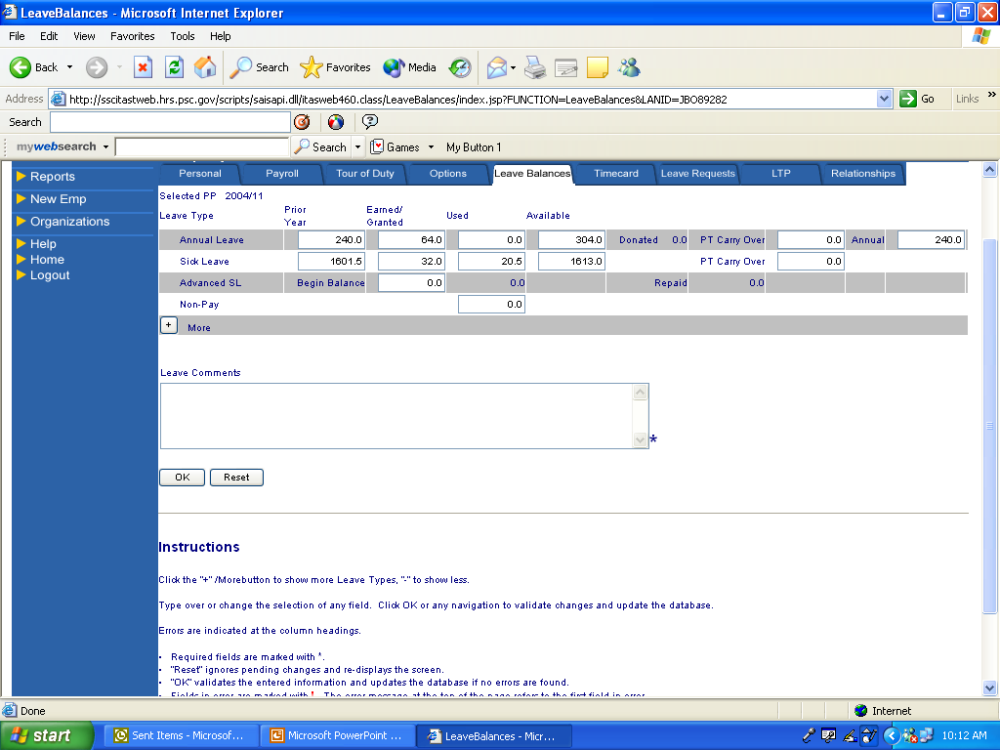 LeaveBalances - Microsoft Internet Explorer
File Edit View Favorites Tools Help
Back Search Favorites Media
Address http://sscitastweb.hrs.psc.gov/scripts/saisapi.dll/itasweb460.class/LeaveBalances/index.jsp?FUNCTION=LeaveBalances&LANID=JBO89282 Go Links »
Search
mywebsearch Search Games My Button 1
Reports
New Emp
Organizations
Help
Home
Logout
Personal Payroll Tour of Duty Options Leave Balances Timecard Leave Requests LTP Relationships
Selected PP 2004/11
Leave Type Prior Year Earned/ Granted Used Available
Annual Leave 240.0 64.0 0.0 304.0 Donated 0.0 PT Carry Over 0.0 Annual 240.0
Sick Leave 1601.5 32.0 20.5 1613.0 PT Carry Over 0.0
Advanced SL Begin Balance 0.0 0.0 Repaid 0.0
Non-Pay 0.0
+ More
Leave Comments
*
OK Reset
Instructions
Click the "+" /Morebutton to show more Leave Types, "-" to show less.
Type over or change the selection of any field. Click OK or any navigation to validate changes and update the database.
Errors are indicated at the column headings.
• Required fields are marked with *.
• "Reset" ignores pending changes and re-displays the screen.
• "OK" validates the entered information and updates the database if no errors are found.
• Fields in error are marked with ! . The error message at the top of the page refers to the first field in error
Done Internet
start Sent Items - Microsof... Microsoft PowerPoint ... LeaveBalances - Micr... 10:12 AM